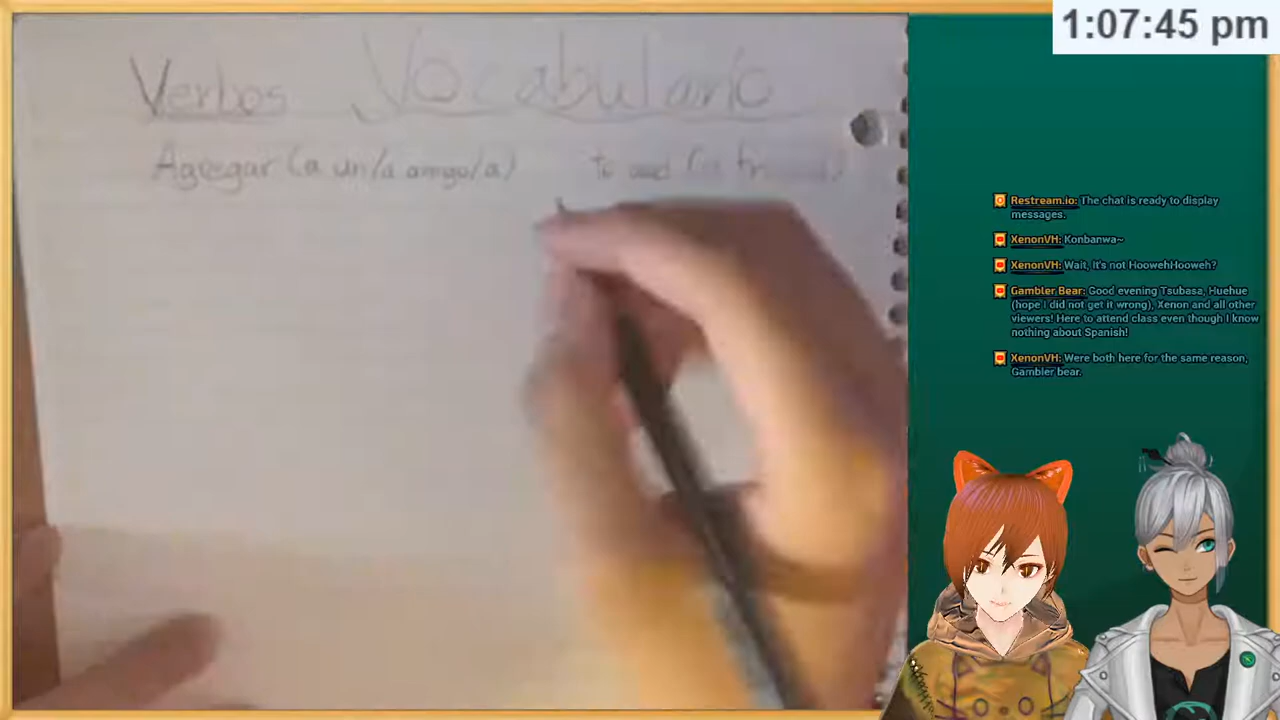 1:07:45 pm
Verbos Vocabulario
Agregar (a un/a amigo/a) to add (a friend)
Restream.io: The chat is ready to display
messages.
XenonVH: Konbanwa~
XenonVH: Wait, it's not HoowehHooweh?
Gambler Bear: Good evening Tsubasa, Huehue
(hope I did not get it wrong), Xenon and all other
viewers! Here to attend class even though I know
nothing about Spanish!
XenonVH: Were both here for the same reason,
Gambler bear.